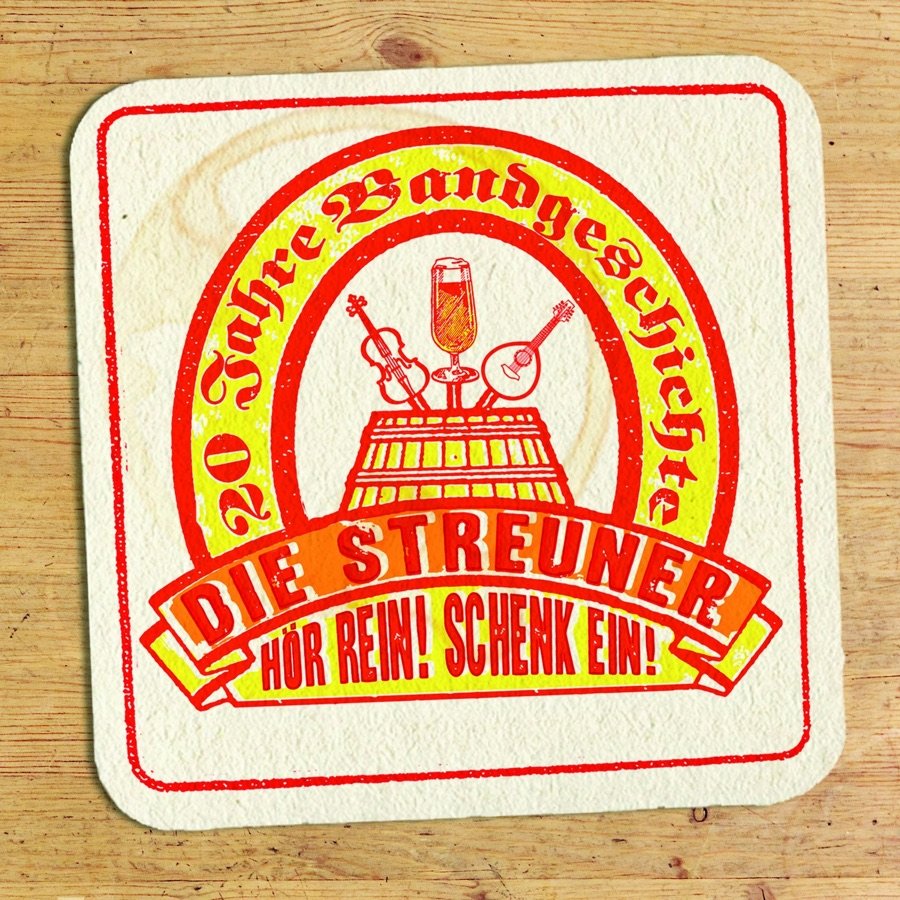 20 Jahre Bandgeschichte
DIE STREUNER
HÖR REIN! SCHENK EIN!